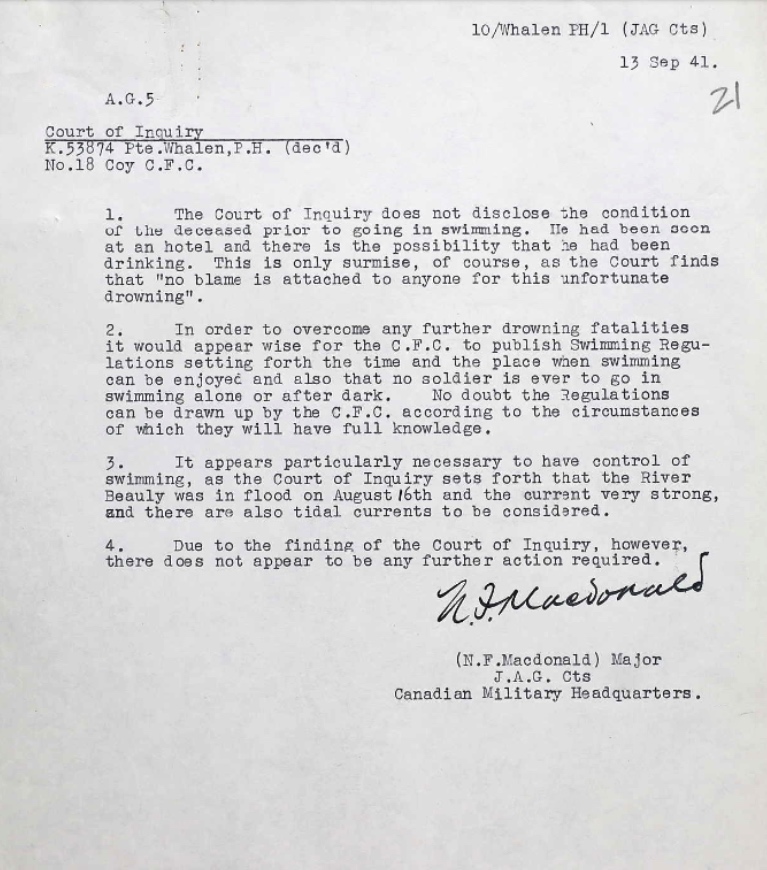 10/Whalen PH/1 (JAG Cts)
13 Sep 41.
21
A.G.5
Court of Inquiry
K.53874 Pte.Whalen,P.H. (dec'd)
No.18 Coy C.F.C.
1. The Court of Inquiry does not disclose the condition
of the deceased prior to going in swimming. He had been seen
at an hotel and there is the possibility that he had been
drinking. This is only surmise, of course, as the Court finds
that "no blame is attached to anyone for this unfortunate
drowning".
2. In order to overcome any further drowning fatalities
it would appear wise for the C.F.C. to publish Swimming Regu-
lations setting forth the time and the place when swimming
can be enjoyed and also that no soldier is ever to go in
swimming alone or after dark. No doubt the Regulations
can be drawn up by the C.F.C. according to the circumstances
of which they will have full knowledge.
3. It appears particularly necessary to have control of
swimming, as the Court of Inquiry sets forth that the River
Beauly was in flood on August 16th and the current very strong,
and there are also tidal currents to be considered.
4. Due to the finding of the Court of Inquiry, however,
there does not appear to be any further action required.
N.F.Macdonald
(N.F.Macdonald) Major
J.A.G. Cts
Canadian Military Headquarters.